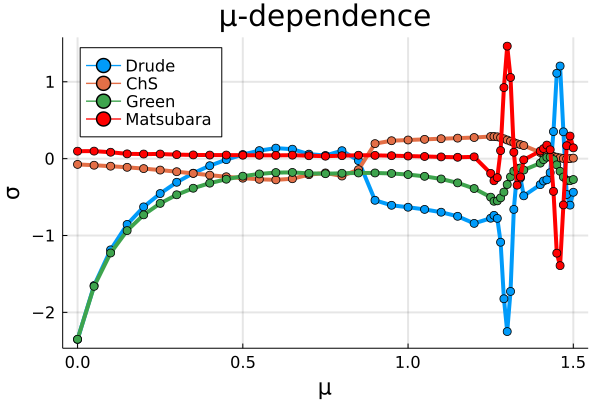 μ-dependence
Drude
ChS
Green
Matsubara
1
0
−1
−2
σ
0.0
0.5
1.0
1.5
μ